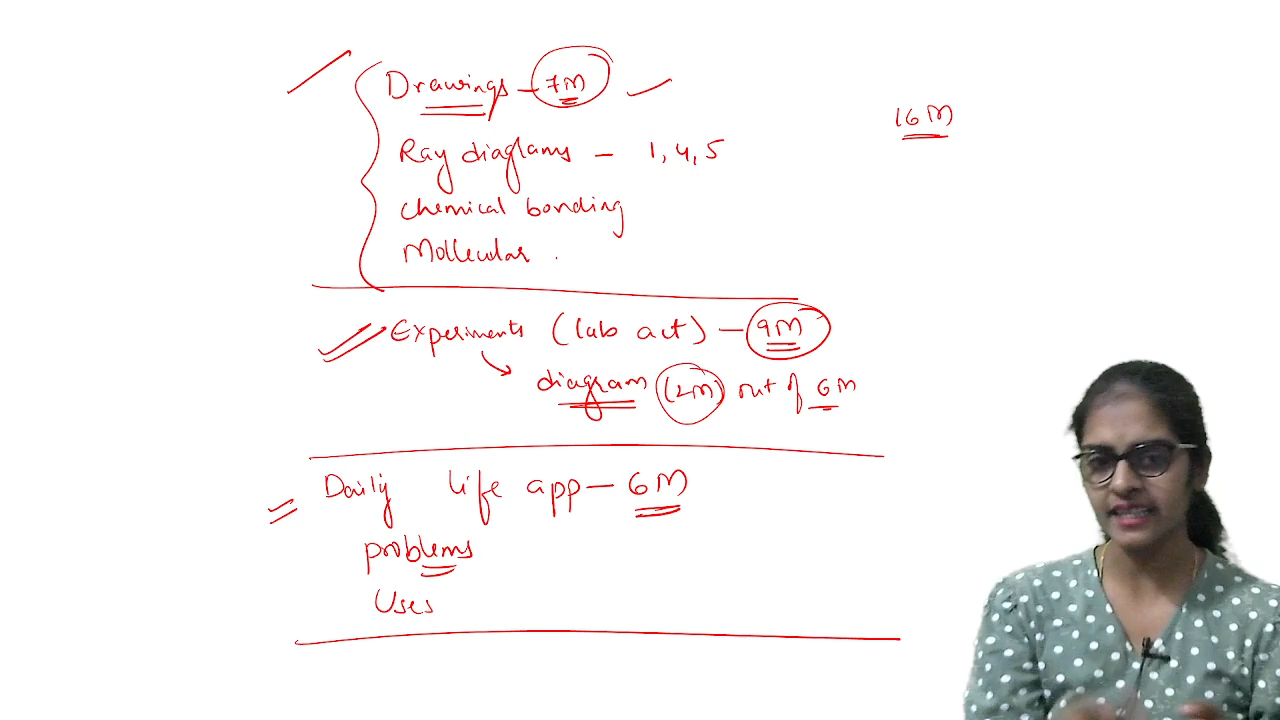 Drawings - 7M
16 M
Ray diagrams - 1, 4, 5
Chemical bonding
Mollecular .
Experiments (lab act) - 9M
diagram (2M) out of 6M
Daily life app - 6M
problems
Uses